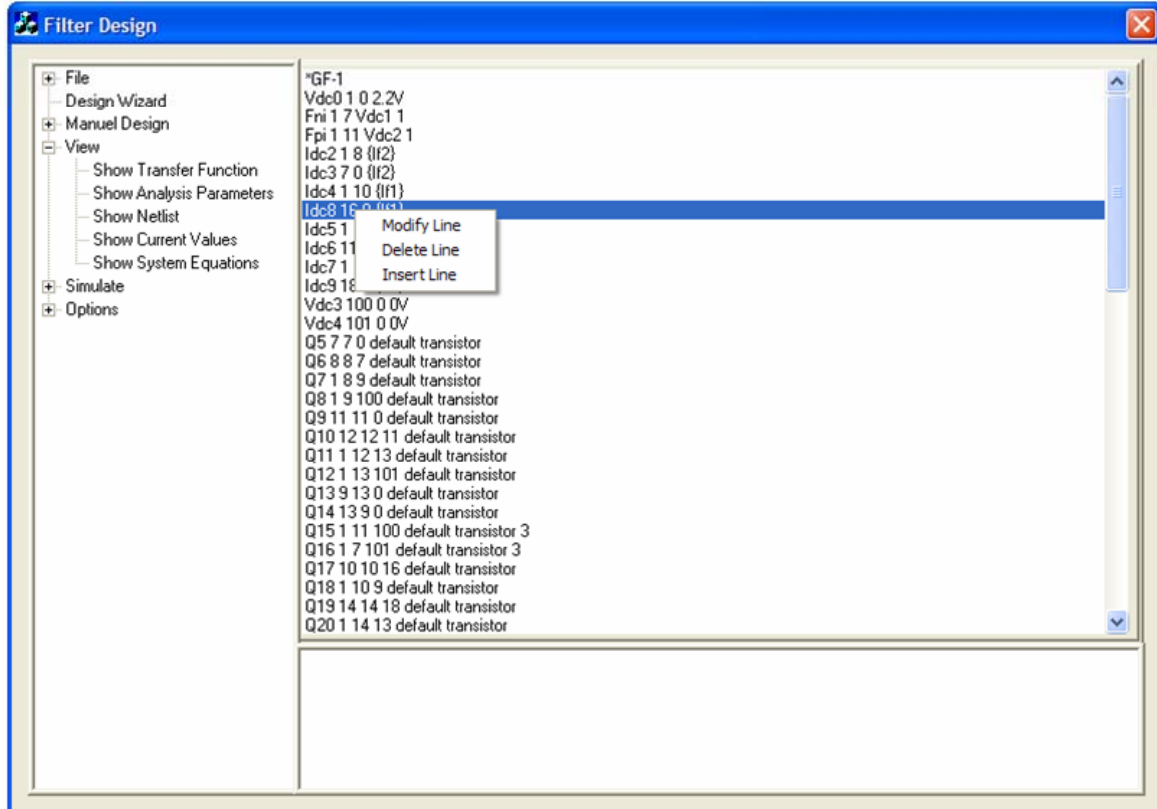 Filter Design
File
Design Wizard
Manuel Design
View
Show Transfer Function
Show Analysis Parameters
Show Netlist
Show Current Values
Show System Equations
Simulate
Options
*GF-1
Vdc0 1 0 2.2V
Fni 1 7 Vdc1 1
Fpi 1 11 Vdc2 1
Idc2 1 8 {If2}
Idc3 7 0 {If2}
Idc4 1 10 {If1}
Idc8 16 0 {If1}
Idc5 1
Idc6 11
Idc7 1
Idc9 18
Vdc3 100 0 0V
Vdc4 101 0 0V
Q5 7 7 0 default transistor
Q6 8 8 7 default transistor
Q7 1 8 9 default transistor
Q8 1 9 100 default transistor
Q9 11 11 0 default transistor
Q10 12 12 11 default transistor
Q11 1 12 13 default transistor
Q12 1 13 101 default transistor
Q13 9 13 0 default transistor
Q14 13 9 0 default transistor
Q15 1 11 100 default transistor 3
Q16 1 7 101 default transistor 3
Q17 10 10 16 default transistor
Q18 1 10 9 default transistor
Q19 14 14 18 default transistor
Q20 1 14 13 default transistor
Modify Line
Delete Line
Insert Line